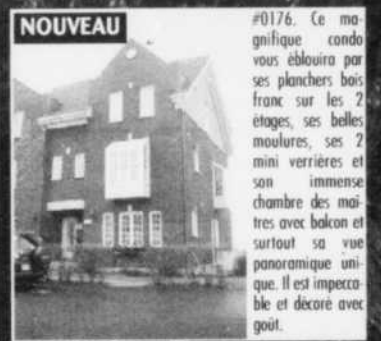 NOUVEAU
#0176. Ce ma-
gnifique condo
vous éblouira par
ses planchers bois
franc sur les 2
étages, ses belles
moulures, ses 2
mini verrières et
son immense
chambre des maî-
tres avec balcon et
surtout sa vue
panoramique uni-
que. Il est impecca-
ble et décoré avec
goût.